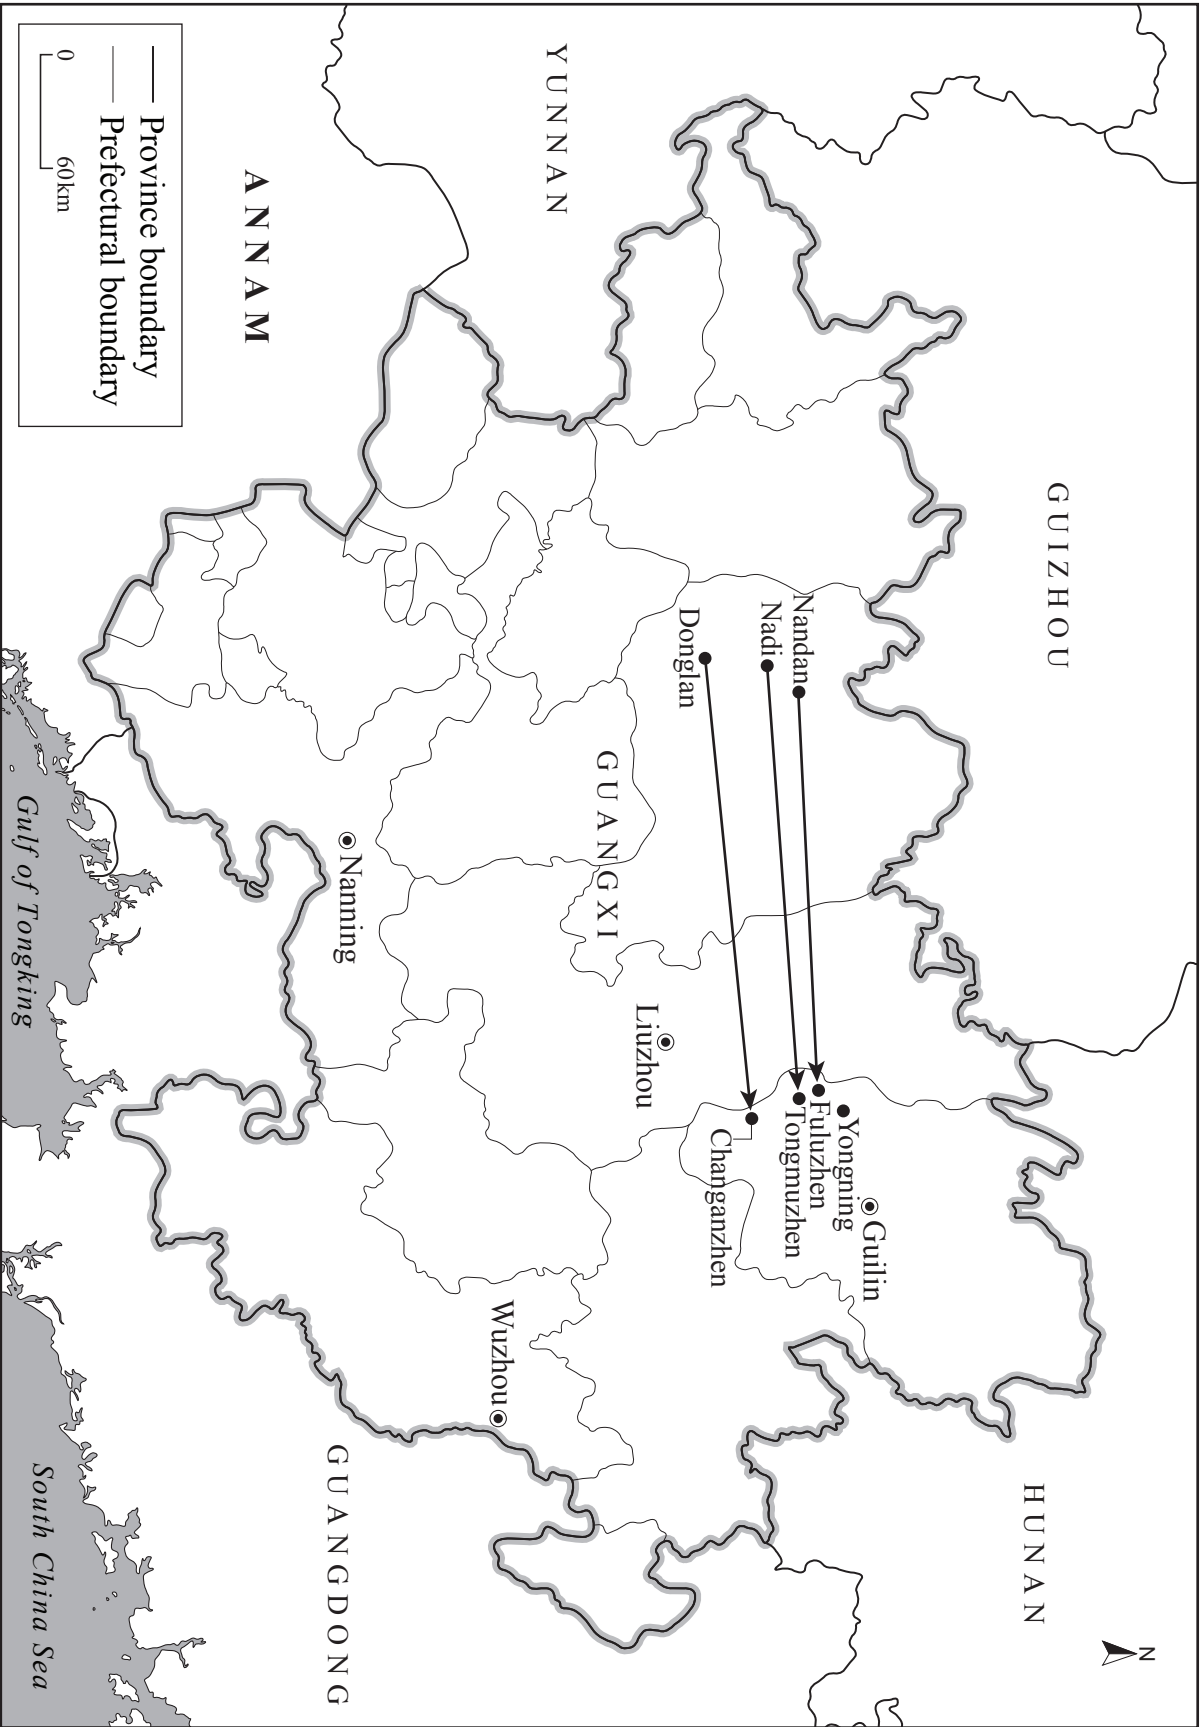 N
GUIZHOU
HUNAN
YUNNAN
Guilin
Yongning
Nandan
Fuluzhen
Nadi
Tongmuzhen
Donglan
Changanzhen
GUANGXI
Liuzhou
Wuzhou
Nanning
ANNAM
GUANGDONG
Province boundary
Prefectural boundary
0 60km
Gulf of Tongking
South China Sea